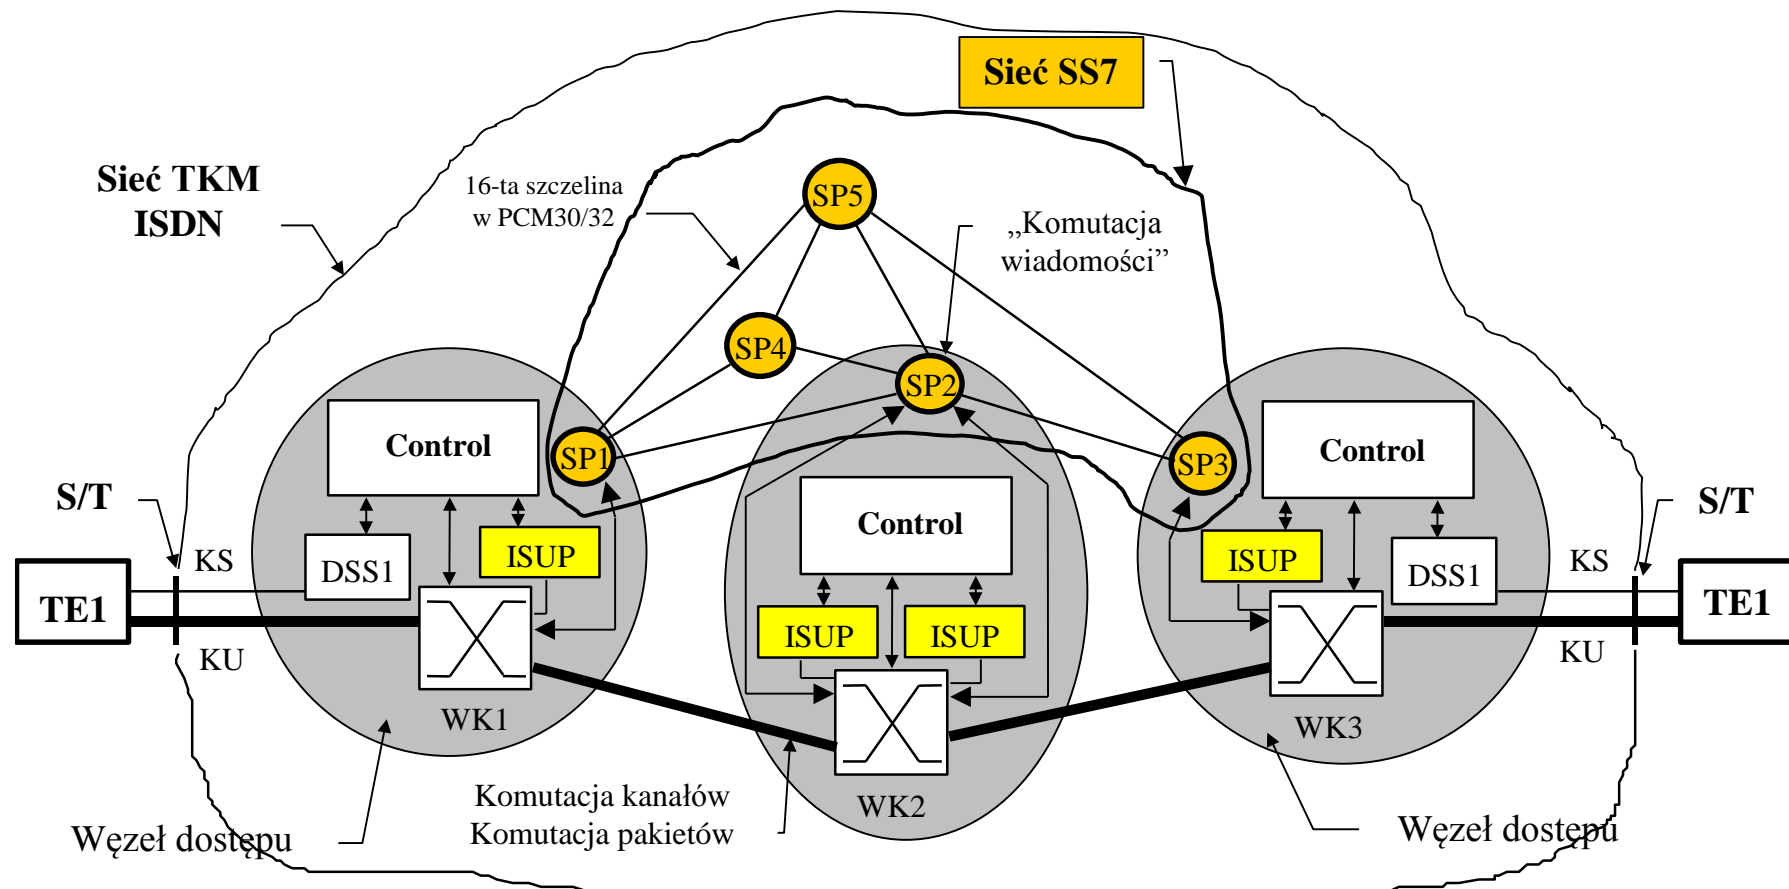 Sieć SS7
Sieć TKM
ISDN
16-ta szczelina
w PCM30/32
SP5
„Komutacja
wiadomości”
SP4
SP2
SP1
SP3
Control
Control
Control
S/T
S/T
KS
DSS1
ISUP
ISUP
ISUP
ISUP
DSS1
KS
TE1
TE1
KU
KU
WK1
WK2
WK3
Komutacja kanałów
Komutacja pakietów
Węzeł dostępu
Węzeł dostępu